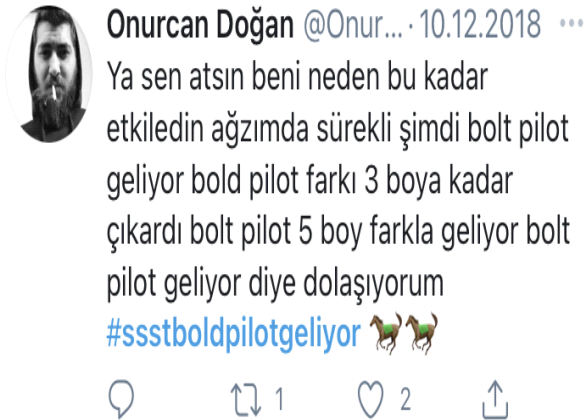 Onurcan Doğan @Onur... · 10.12.2018
Ya sen atsın beni neden bu kadar
etkiledin ağzımda sürekli şimdi bolt pilot
geliyor bold pilot farkı 3 boya kadar
çıkardı bolt pilot 5 boy farkla geliyor bolt
pilot geliyor diye dolaşıyorum
#ssstboldpilotgeliyor
1 2